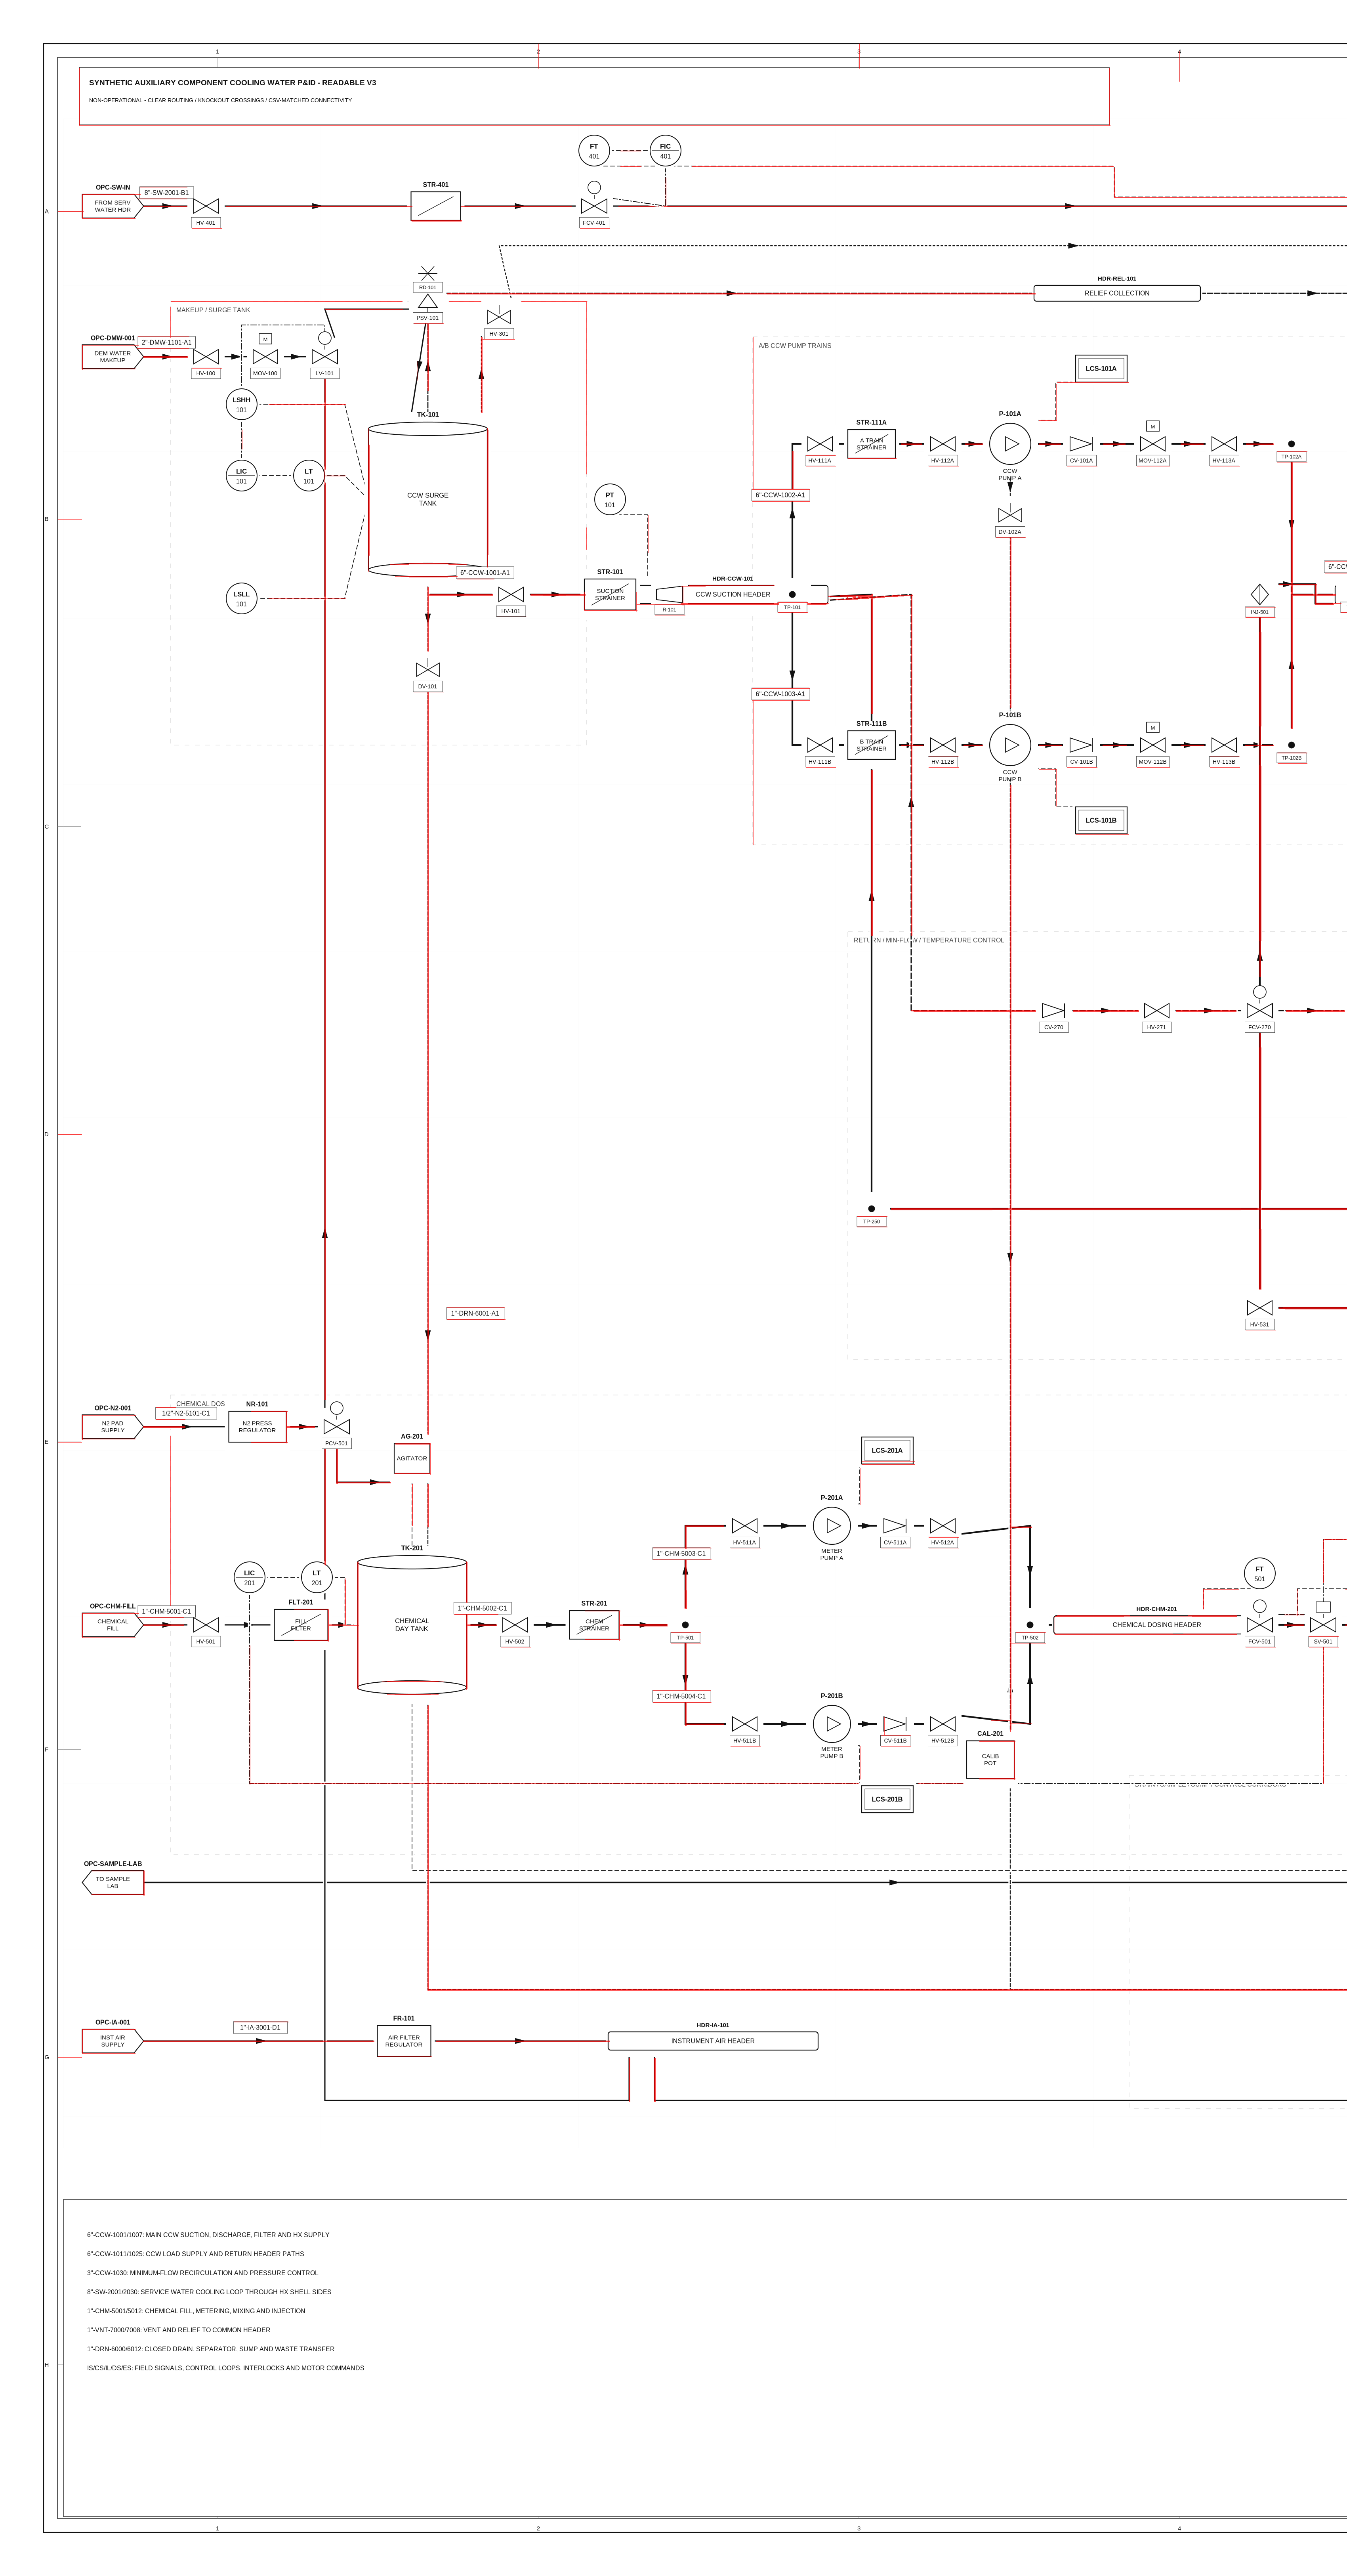 1
2
3
4
SYNTHETIC AUXILIARY COMPONENT COOLING WATER P&ID - READABLE V3
NON-OPERATIONAL - CLEAR ROUTING / KNOCKOUT CROSSINGS / CSV-MATCHED CONNECTIVITY
FT
401
FIC
401
OPC-SW-IN
8"-SW-2001-B1
FROM SERV
WATER HDR
HV-401
STR-401
FCV-401
A
RD-101
PSV-101
HV-301
HDR-REL-101
RELIEF COLLECTION
MAKEUP / SURGE TANK
OPC-DMW-001
2"-DMW-1101-A1
DEM WATER
MAKEUP
HV-100
M
MOV-100
LV-101
A/B CCW PUMP TRAINS
LCS-101A
LSHH
101
TK-101
P-101A
STR-111A
A TRAIN
STRAINER
HV-111A
HV-112A
CCW
PUMP A
CV-101A
M
MOV-112A
HV-113A
TP-102A
LIC
101
LT
101
CCW SURGE
TANK
PT
101
6"-CCW-1002-A1
B
DV-102A
6"-CCW-1001-A1
STR-101
SUCTION
STRAINER
HDR-CCW-101
CCW SUCTION HEADER
HV-101
R-101
TP-101
LSLL
101
INJ-501
6"-CC
DV-101
6"-CCW-1003-A1
P-101B
STR-111B
B TRAIN
STRAINER
HV-111B
HV-112B
CCW
PUMP B
CV-101B
M
MOV-112B
HV-113B
TP-102B
LCS-101B
C
RETURN / MIN-FLOW / TEMPERATURE CONTROL
CV-270
HV-271
FCV-270
D
TP-250
1"-DRN-6001-A1
HV-531
CHEMICAL DOS
OPC-N2-001
1/2"-N2-5101-C1
N2 PAD
SUPPLY
NR-101
N2 PRESS
REGULATOR
PCV-501
AG-201
AGITATOR
E
LCS-201A
P-201A
HV-511A
METER
PUMP A
CV-511A
HV-512A
TK-201
1"-CHM-5003-C1
LIC
201
LT
201
FT
501
OPC-CHM-FILL
1"-CHM-5001-C1
CHEMICAL
FILL
HV-501
FLT-201
FILL
FILTER
CHEMICAL
DAY TANK
1"-CHM-5002-C1
HV-502
STR-201
CHEM
STRAINER
TP-501
TP-502
HDR-CHM-201
CHEMICAL DOSING HEADER
FCV-501
SV-501
1"-CHM-5004-C1
P-201B
HV-511B
METER
PUMP B
CV-511B
HV-512B
CAL-201
CALIB
POT
F
LCS-201B
OPC-SAMPLE-LAB
TO SAMPLE
LAB
OPC-IA-001
INST AIR
SUPPLY
1"-IA-3001-D1
FR-101
AIR FILTER
REGULATOR
HDR-IA-101
INSTRUMENT AIR HEADER
G
6"-CCW-1001/1007: MAIN CCW SUCTION, DISCHARGE, FILTER AND HX SUPPLY
6"-CCW-1011/1025: CCW LOAD SUPPLY AND RETURN HEADER PATHS
3"-CCW-1030: MINIMUM-FLOW RECIRCULATION AND PRESSURE CONTROL
8"-SW-2001/2030: SERVICE WATER COOLING LOOP THROUGH HX SHELL SIDES
1"-CHM-5001/5012: CHEMICAL FILL, METERING, MIXING AND INJECTION
1"-VNT-7000/7008: VENT AND RELIEF TO COMMON HEADER
1"-DRN-6000/6012: CLOSED DRAIN, SEPARATOR, SUMP AND WASTE TRANSFER
IS/CS/IL/DS/ES: FIELD SIGNALS, CONTROL LOOPS, INTERLOCKS AND MOTOR COMMANDS
H
1
2
3
4